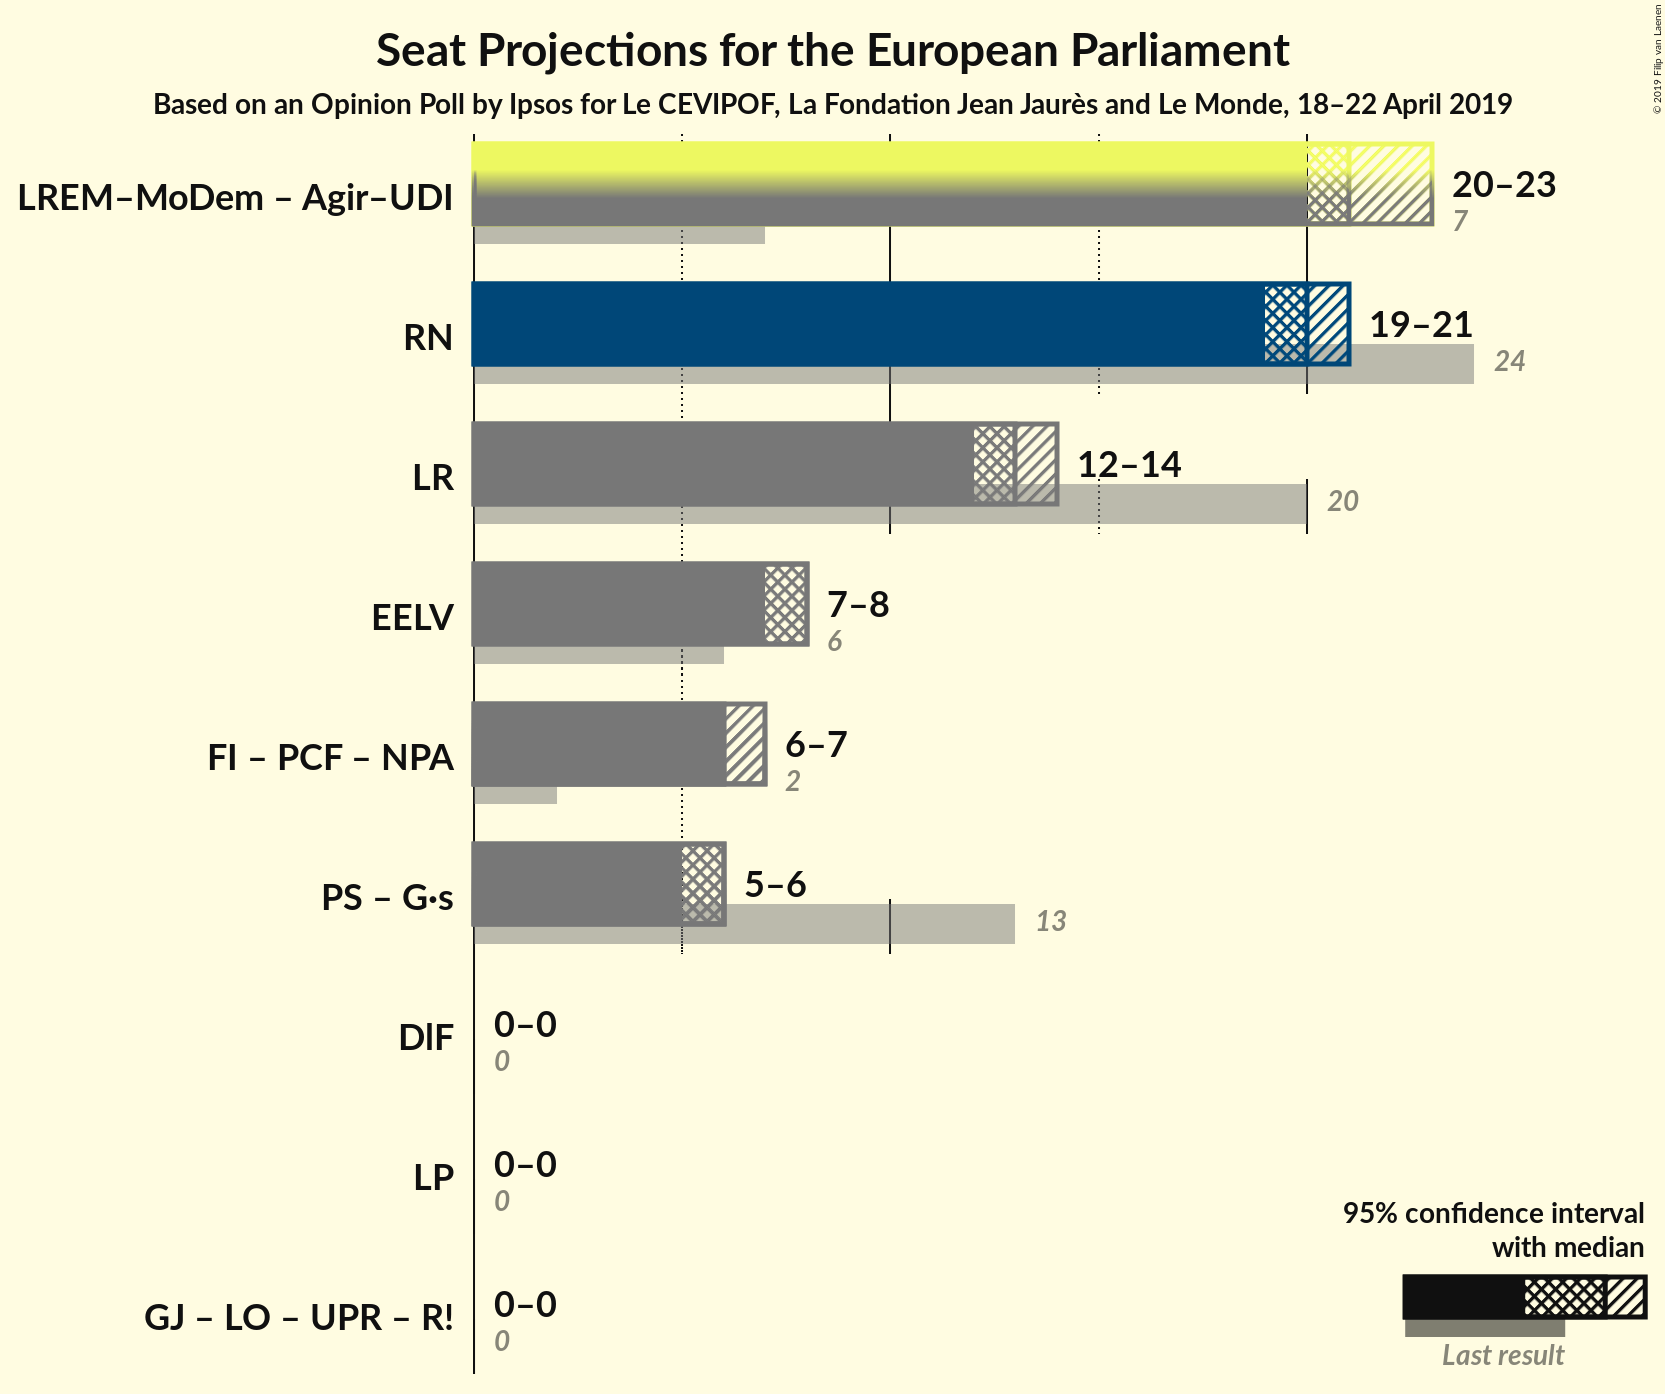 Seat Projections for the European Parliament
Based on an Opinion Poll by Ipsos for Le CEVIPOF, La Fondation Jean Jaurès and Le Monde, 18–22 April 2019
© 2019 Filip van Laenen
LREM–MoDem – Agir–UDI
20–23
7
RN
19–21
24
LR
12–14
20
EELV
7–8
6
FI – PCF – NPA
6–7
2
PS – G·s
5–6
13
DlF
0–0
0
LP
0–0
0
GJ – LO – UPR – R!
0–0
0
95% confidence interval
with median
Last result